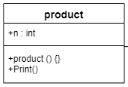 product
+n : int
+product () {}
+Print()